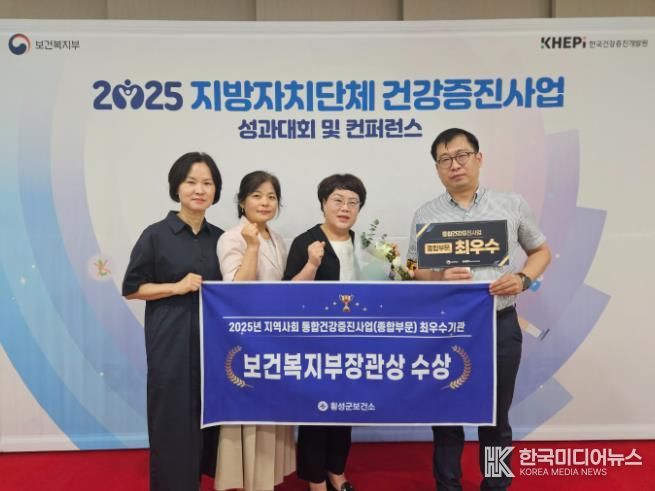 보건복지부
KHEPI 한국건강증진개발원
2025 지방자치단체 건강증진사업
성과대회 및 컨퍼런스
통합건강증진사업
종합부문 최우수
2025년 지역사회 통합건강증진사업(종합부문) 최우수기관
보건복지부장관상 수상
횡성군보건소
HK 한국미디어뉴스
KOREA MEDIA NEWS